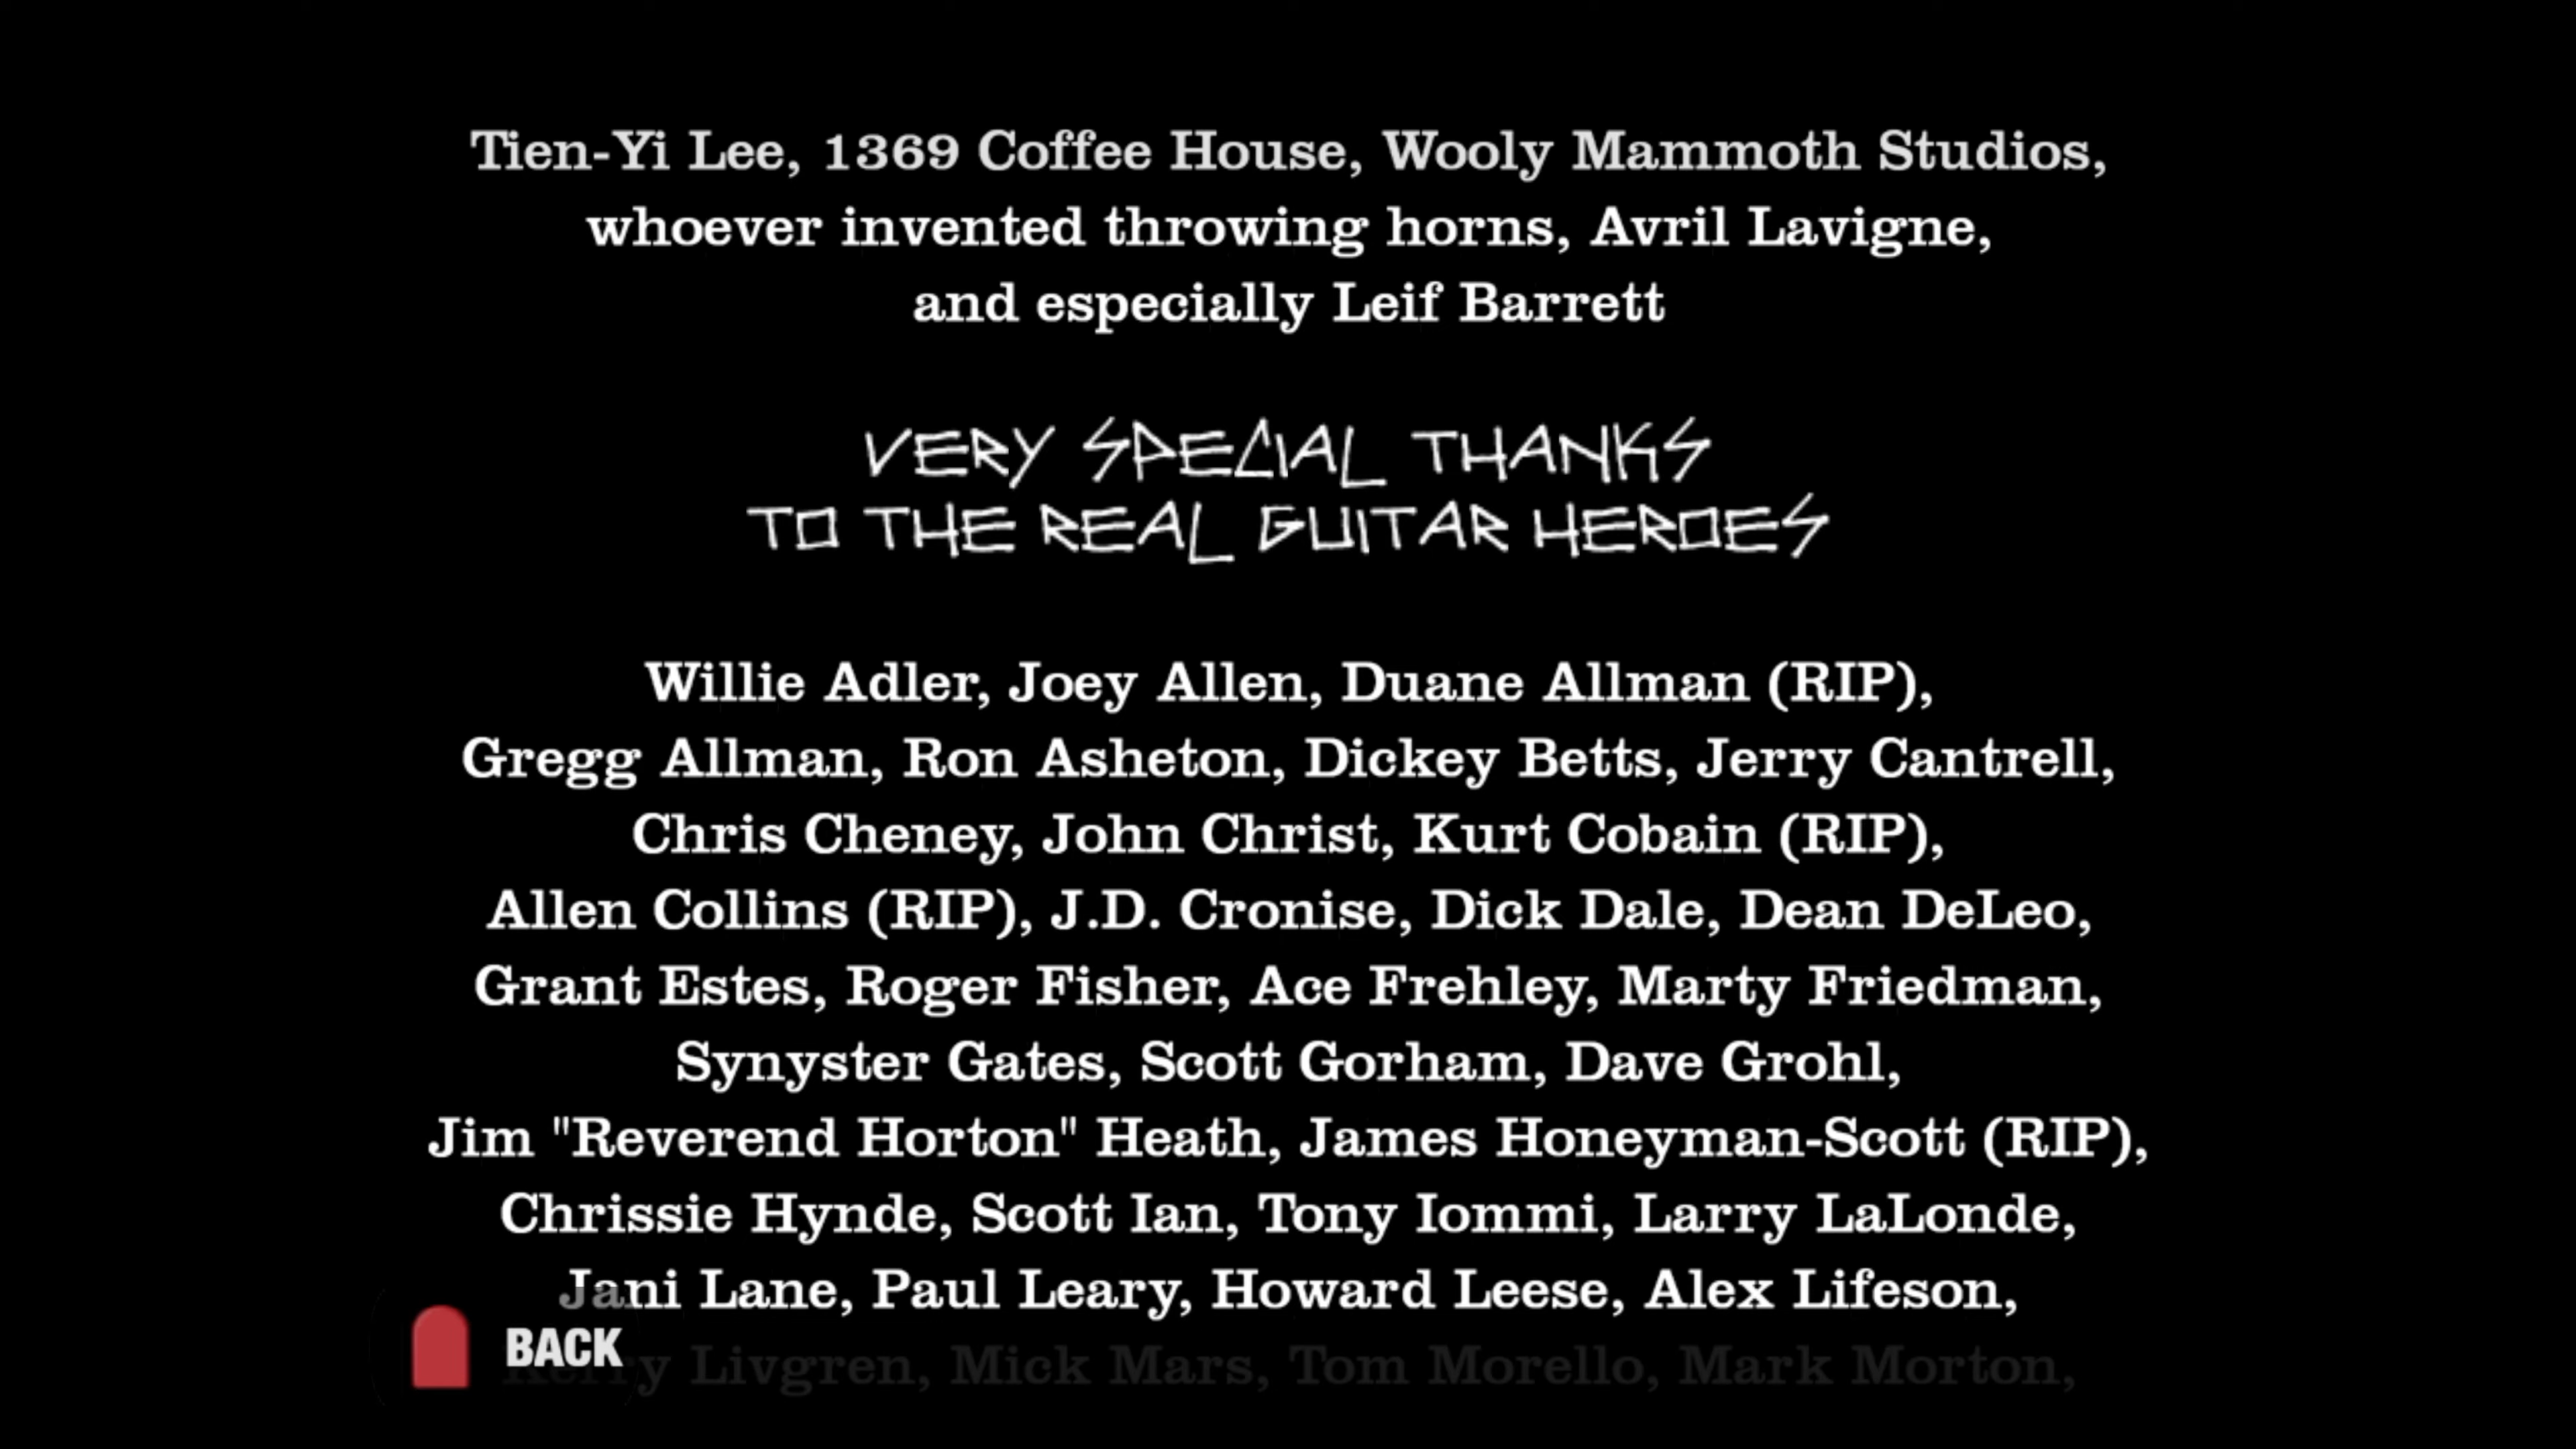 Tien-Yi Lee, 1369 Coffee House, Wooly Mammoth Studios,
whoever invented throwing horns, Avril Lavigne,
and especially Leif Barrett
VERY SPECIAL THANKS
TO THE REAL GUITAR HEROES
Willie Adler, Joey Allen, Duane Allman (RIP),
Gregg Allman, Ron Asheton, Dickey Betts, Jerry Cantrell,
Chris Cheney, John Christ, Kurt Cobain (RIP),
Allen Collins (RIP), J.D. Cronise, Dick Dale, Dean DeLeo,
Grant Estes, Roger Fisher, Ace Frehley, Marty Friedman,
Synyster Gates, Scott Gorham, Dave Grohl,
Jim "Reverend Horton" Heath, James Honeyman-Scott (RIP),
Chrissie Hynde, Scott Ian, Tony Iommi, Larry LaLonde,
Jani Lane, Paul Leary, Howard Leese, Alex Lifeson,
BACK
Kerry Livgren, Mick Mars, Tom Morello, Mark Morton,